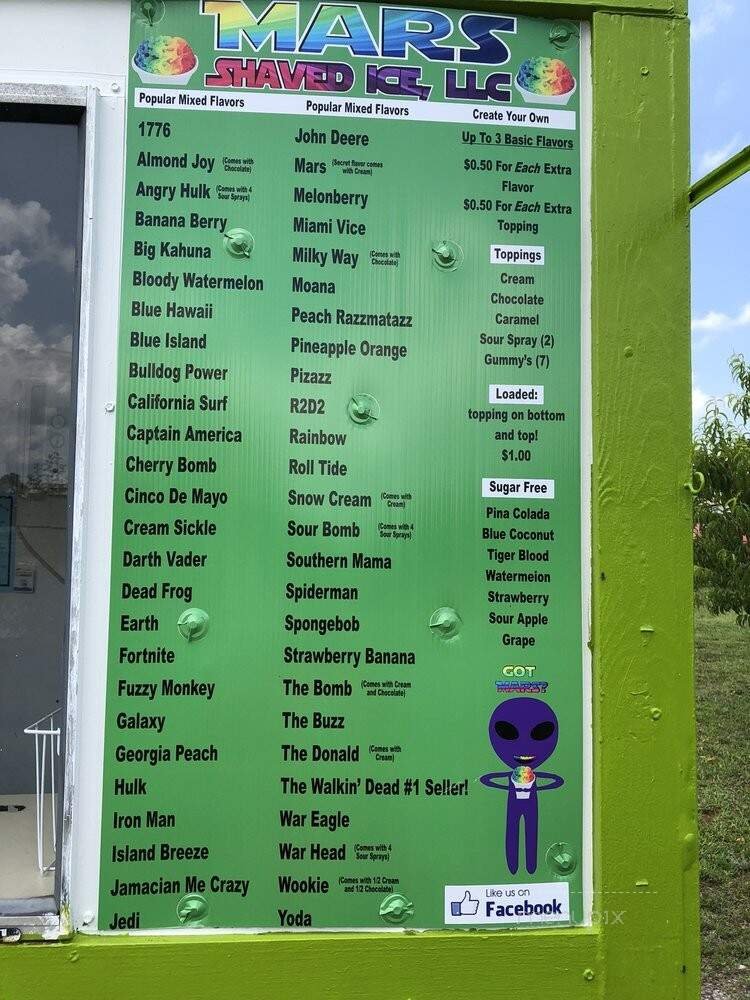 MARS
SHAVED ICE, LLC
Popular Mixed Flavors
1776
Almond Joy (Comes with Chocolate)
Angry Hulk (Comes with 4 Sour Sprays)
Banana Berry
Big Kahuna
Bloody Watermelon
Blue Hawaii
Blue Island
Bulldog Power
California Surf
Captain America
Cherry Bomb
Cinco De Mayo
Cream Sickle
Darth Vader
Dead Frog
Earth
Fortnite
Fuzzy Monkey
Galaxy
Georgia Peach
Hulk
Iron Man
Island Breeze
Jamacian Me Crazy
Jedi
Popular Mixed Flavors
John Deere
Mars (Secret flavor comes with Cream)
Melonberry
Miami Vice
Milky Way (Comes with Chocolate)
Moana
Peach Razzmatazz
Pineapple Orange
Pizazz
R2D2
Rainbow
Roll Tide
Snow Cream (Comes with Cream)
Sour Bomb (Comes with 4 Sour Sprays)
Southern Mama
Spiderman
Spongebob
Strawberry Banana
The Bomb (Comes with Cream and Chocolate)
The Buzz
The Donald (Comes with Cream)
The Walkin' Dead #1 Seller!
War Eagle
War Head (Comes with 4 Sour Sprays)
Wookie (Comes with 1/2 Cream and 1/2 Chocolate)
Yoda
Create Your Own
Up To 3 Basic Flavors
$0.50 For Each Extra
Flavor
$0.50 For Each Extra
Topping
Toppings
Cream
Chocolate
Caramel
Sour Spray (2)
Gummy's (7)
Loaded:
topping on bottom
and top!
$1.00
Sugar Free
Pina Colada
Blue Coconut
Tiger Blood
Watermelon
Strawberry
Sour Apple
Grape
GOT
MARS?
Like us on
Facebook